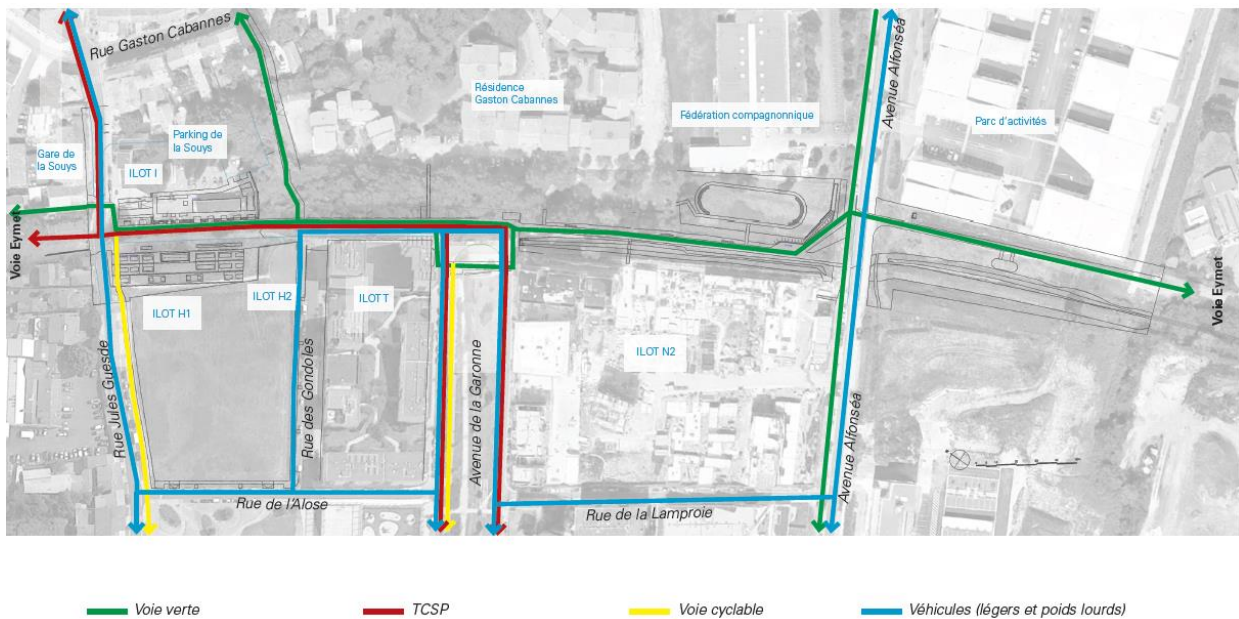 Rue Gaston Cabannes
Gare de
la Souys
Parking de
la Souys
ILOT I
Résidence
Gaston Cabannes
Fédération compagnonnique
Avenue Alfonséa
Parc d'activités
Voie Eymet
Voie Eymet
ILOT H1
ILOT H2
ILOT T
ILOT N2
Rue Jules Guesde
Rue des Gondoles
Avenue de la Garonne
Avenue Alfonséa
Rue de l'Alose
Rue de la Lamproie
Voie verte
TCSP
Voie cyclable
Véhicules (légers et poids lourds)